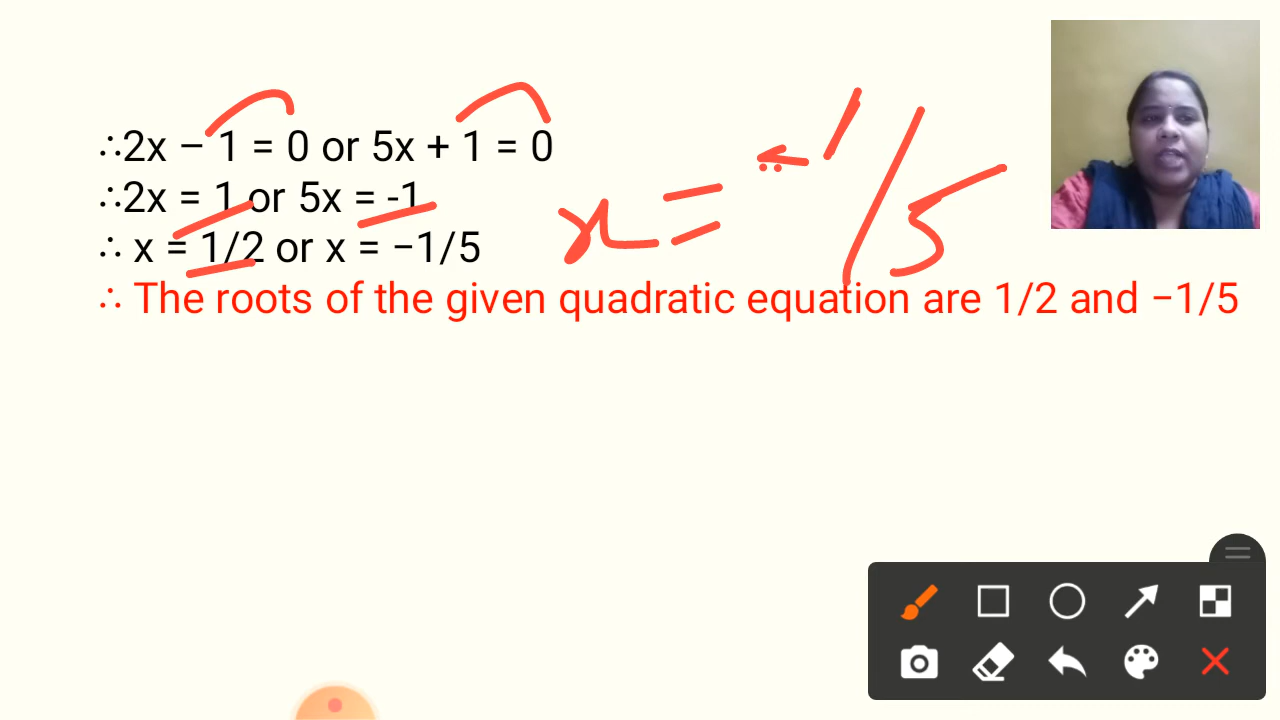 ∴2x – 1 = 0 or 5x + 1 = 0
∴2x = 1 or 5x = -1
∴ x = 1/2 or x = −1/5
x = -1/5
∴ The roots of the given quadratic equation are 1/2 and −1/5